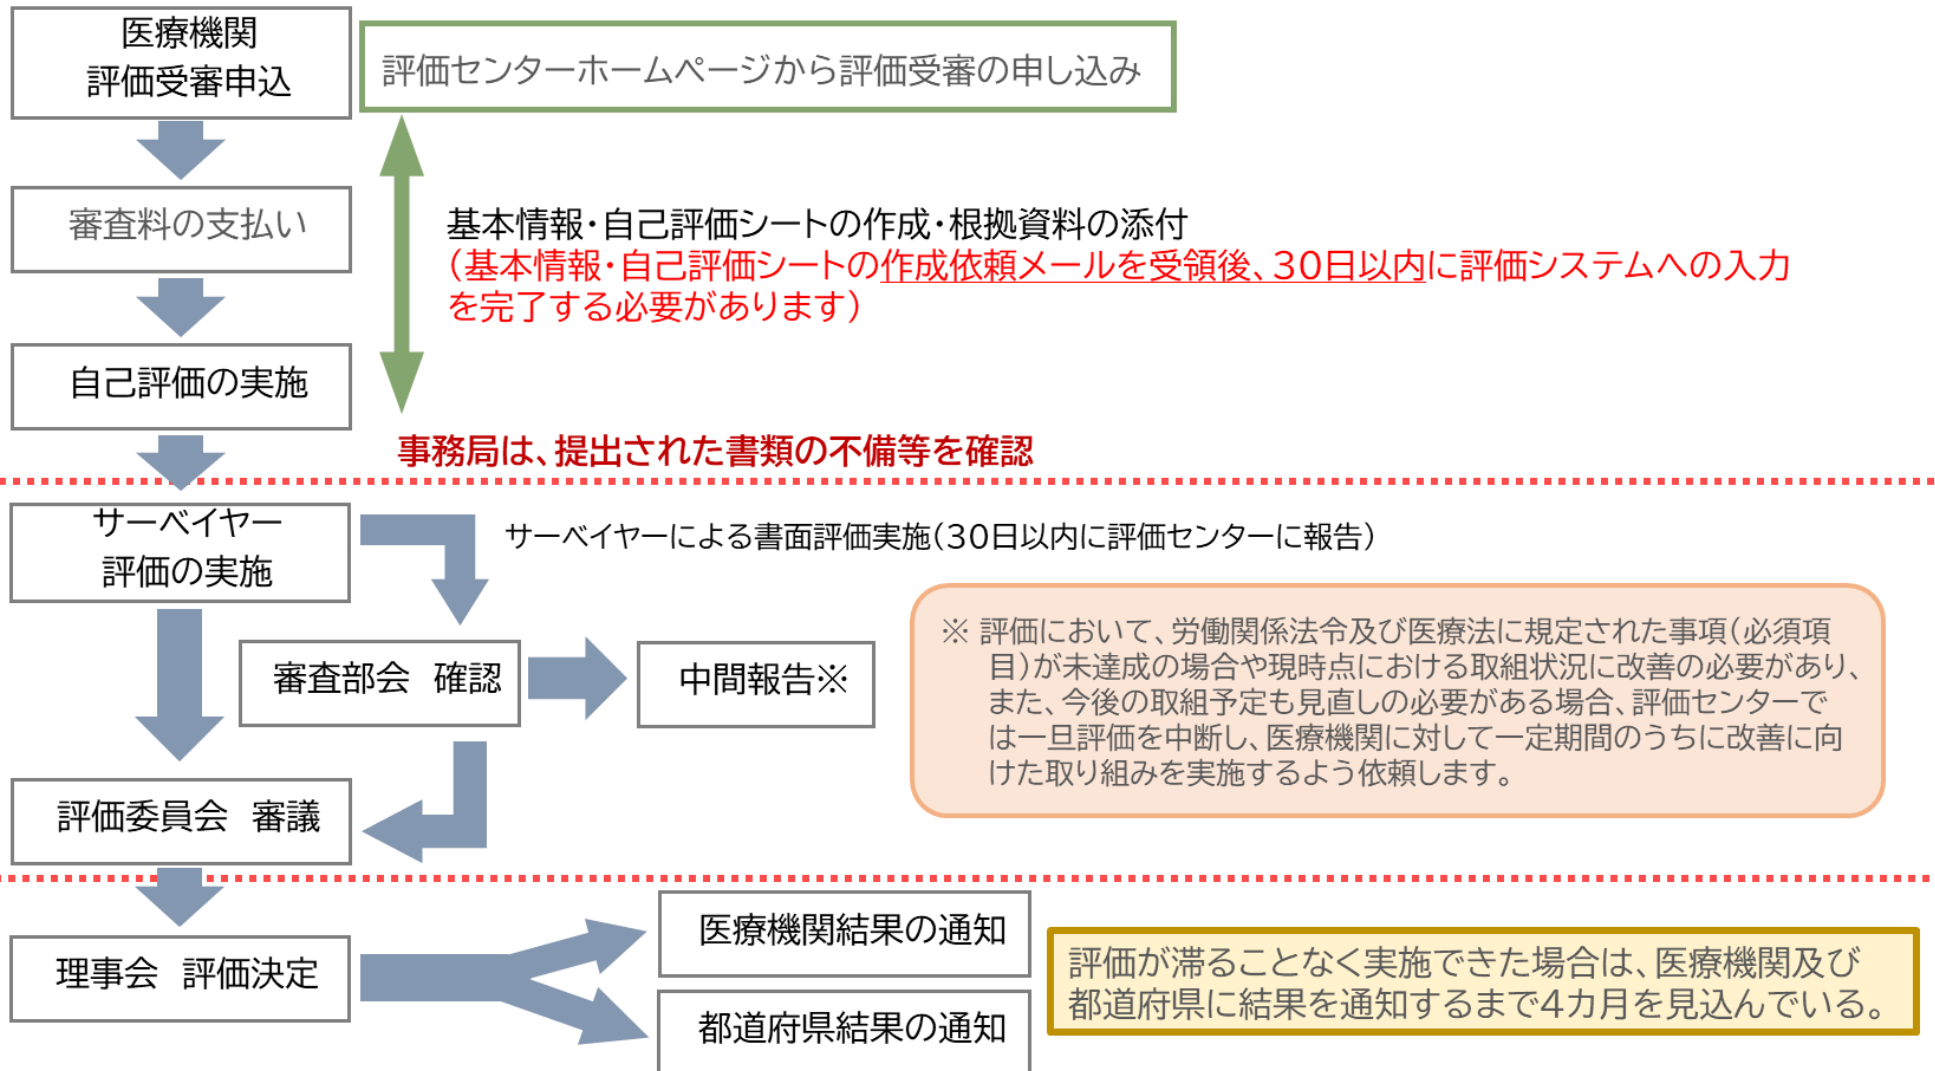 医療機関
評価受審申込
評価センターホームページから評価受審の申し込み
審査料の支払い
基本情報・自己評価シートの作成・根拠資料の添付
（基本情報・自己評価シートの作成依頼メールを受領後、30日以内に評価システムへの入力
を完了する必要があります）
自己評価の実施
事務局は、提出された書類の不備等を確認
サーベイヤー
評価の実施
サーベイヤーによる書面評価実施（30日以内に評価センターに報告）
審査部会　確認
中間報告※
※ 評価において、労働関係法令及び医療法に規定された事項（必須項
目）が未達成の場合や現時点における取組状況に改善の必要があり、
また、今後の取組予定も見直しの必要がある場合、評価センターで
は一旦評価を中断し、医療機関に対して一定期間のうちに改善に向
けた取り組みを実施するよう依頼します。
評価委員会　審議
理事会　評価決定
医療機関結果の通知
都道府県結果の通知
評価が滞ることなく実施できた場合は、医療機関及び
都道府県に結果を通知するまで4カ月を見込んでいる。